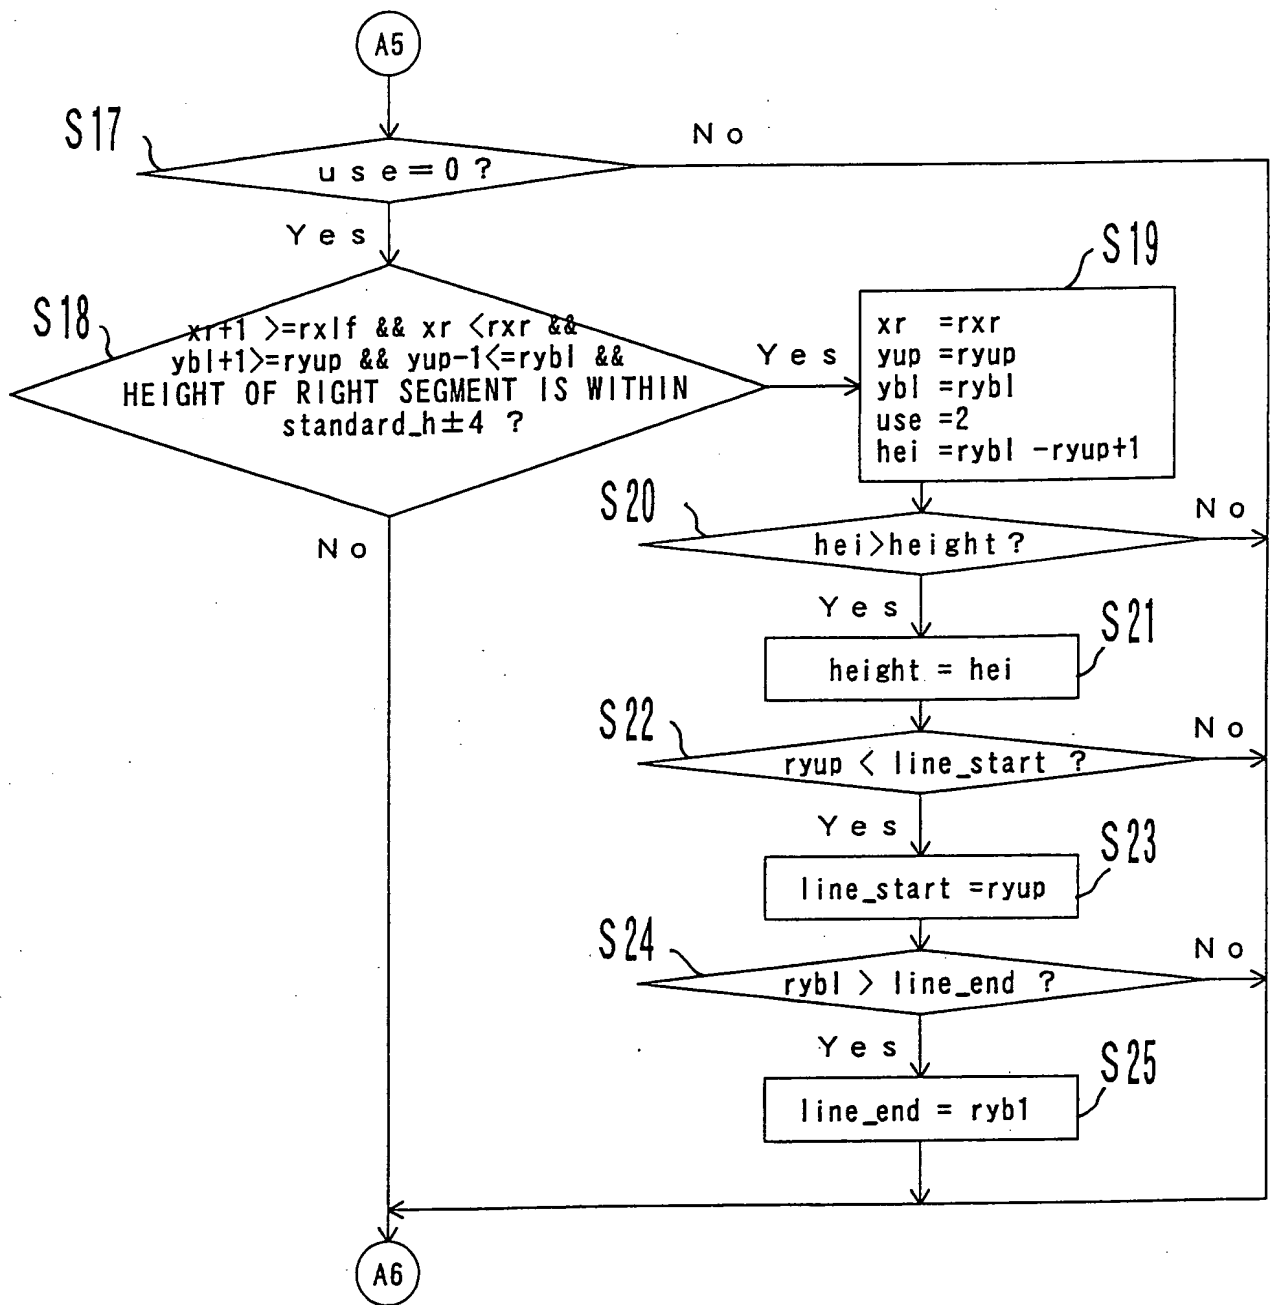 A5
S17
No
use=0?
Yes
S19
S18
xr+1 >=rxlf && xr <rxr &&
ybl+1>=ryup && yup-1<=rybl &&
HEIGHT OF RIGHT SEGMENT IS WITHIN
standard_h±4 ?
Yes
xr =rxr
yup =ryup
ybl =rybl
use =2
hei =rybl -ryup+1
No
S20
No
hei>height?
Yes
S21
height = hei
S22
No
ryup < line_start ?
Yes
S23
line_start =ryup
S24
No
rybl > line_end ?
Yes
S25
line_end = ryb1
A6